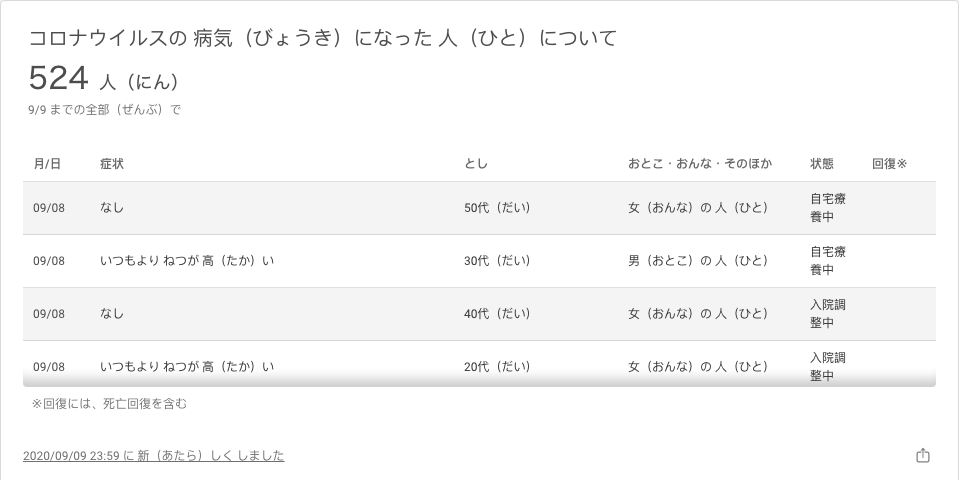 コロナウイルスの 病気（びょうき）になった 人（ひと）について
524 人（にん）
9/9 までの全部（ぜんぶ）で
月/日 症状 とし おとこ・おんな・そのほか 状態 回復※
09/08 なし 50代（だい） 女（おんな）の 人（ひと） 自宅療
養中
09/08 いつもより ねつが 高（たか）い 30代（だい） 男（おとこ）の 人（ひと） 自宅療
養中
09/08 なし 40代（だい） 女（おんな）の 人（ひと） 入院調
整中
09/08 いつもより ねつが 高（たか）い 20代（だい） 女（おんな）の 人（ひと） 入院調
整中
※回復には、死亡回復を含む
2020/09/09 23:59 に 新（あたら）しく しました